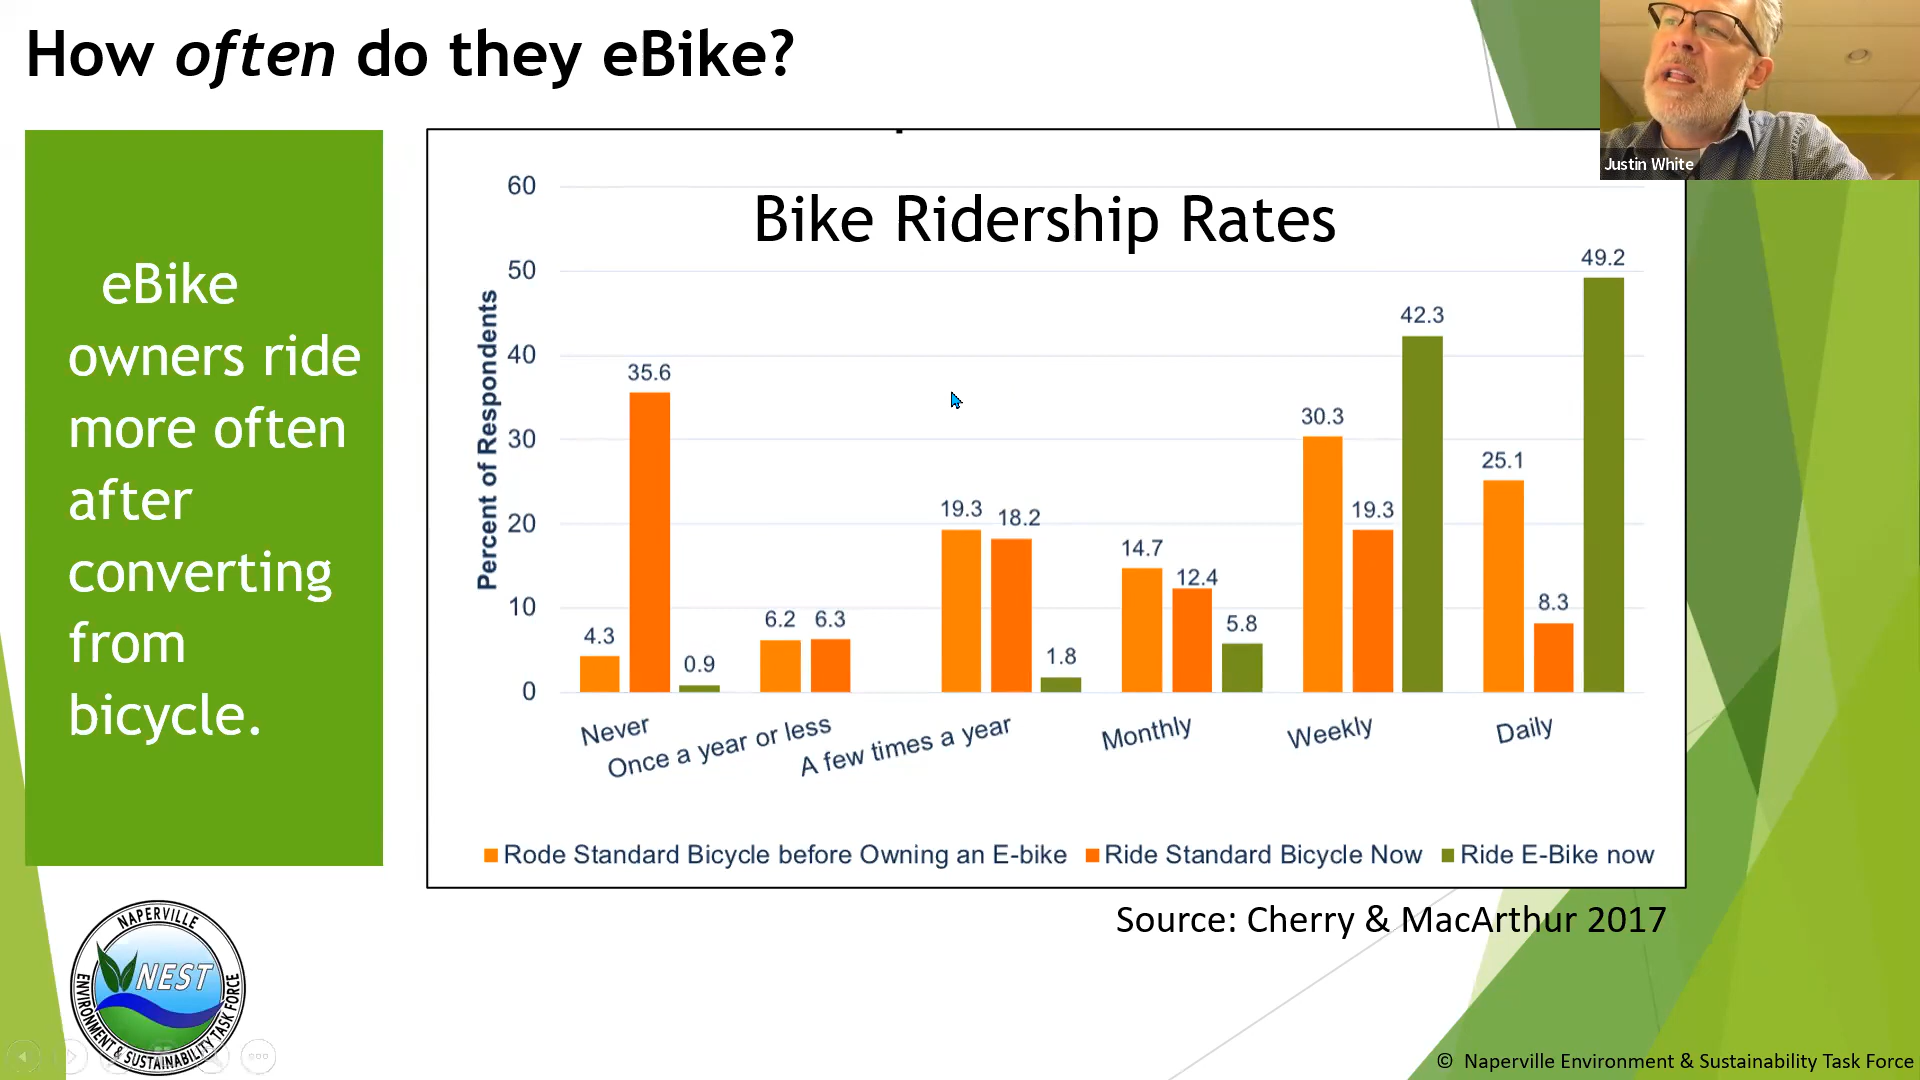 How often do they eBike?
Justin White
eBike
owners ride
more often
after
converting
from
bicycle.
Bike Ridership Rates
Percent of Respondents
60
50
40
30
20
10
0
4.3
35.6
0.9
6.2
6.3
19.3
18.2
1.8
14.7
12.4
5.8
30.3
19.3
42.3
25.1
8.3
49.2
Never
Once a year or less
A few times a year
Monthly
Weekly
Daily
Rode Standard Bicycle before Owning an E-bike
Ride Standard Bicycle Now
Ride E-Bike now
Source: Cherry & MacArthur 2017
NAPERVILLE
NEST
ENVIRONMENT & SUSTAINABILITY TASK FORCE
© Naperville Environment & Sustainability Task Force